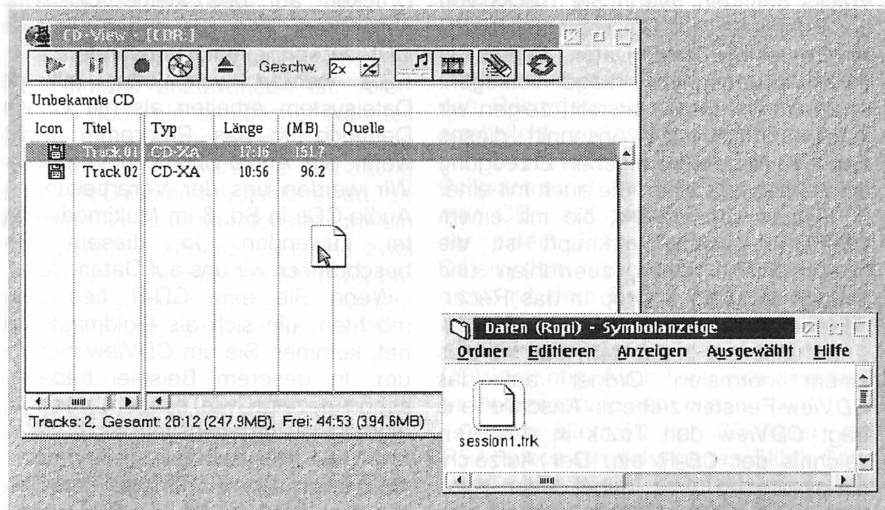 CD-View - [CDR.]
Geschw. 2x
Unbekannte CD
Icon Titel Typ Länge (MB) Quelle
Track 01 CD-XA 17:16 151.7
Track 02 CD-XA 10:56 96.2
Tracks: 2, Gesamt: 28:12 (247.9MB), Frei: 44:53 (394.6MB)
Daten (Ropl) - Symbolanzeige
Ordner Editieren Anzeigen Ausgewählt Hilfe
session1.trk